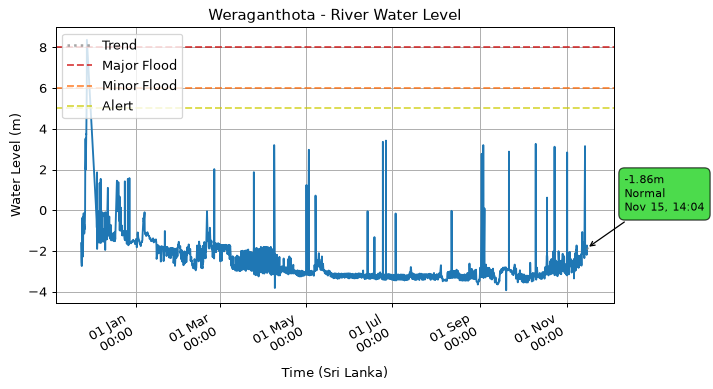 Weraganthota - River Water Level
Trend
Major Flood
Minor Flood
Alert
Water Level (m)
8
6
4
2
0
−2
−4
-1.86m
Normal
Nov 15, 14:04
01 Jan
00:00
01 Mar
00:00
01 May
00:00
01 Jul
00:00
01 Sep
00:00
01 Nov
00:00
Time (Sri Lanka)